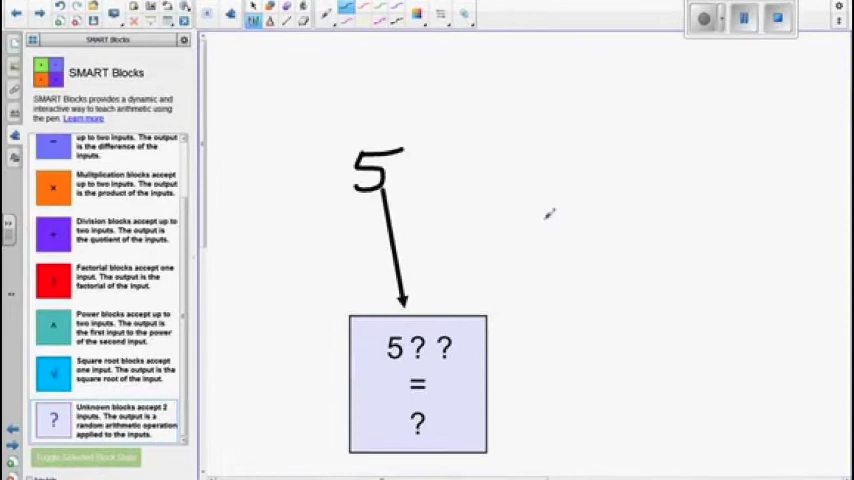 SMART Blocks
SMART Blocks
SMART Blocks provides a dynamic and
interactive way to teach arithmetic using
the pen. Learn more
up to two inputs. The output
is the difference of the
inputs.
Multiplication blocks accept
up to two inputs. The output
is the product of the inputs.
Division blocks accept up to
two inputs. The output is
the quotient of the inputs.
Factorial blocks accept one
input. The output is the
factorial of the input.
Power blocks accept up to
two inputs. The output is
the first input to the power
of the second input.
Square root blocks accept
one input. The output is the
square root of the input.
Unknown blocks accept 2
inputs. The output is a
random arithmetic operation
applied to the inputs.
Toggle Selected Block State
5
5 ? ?
=
?